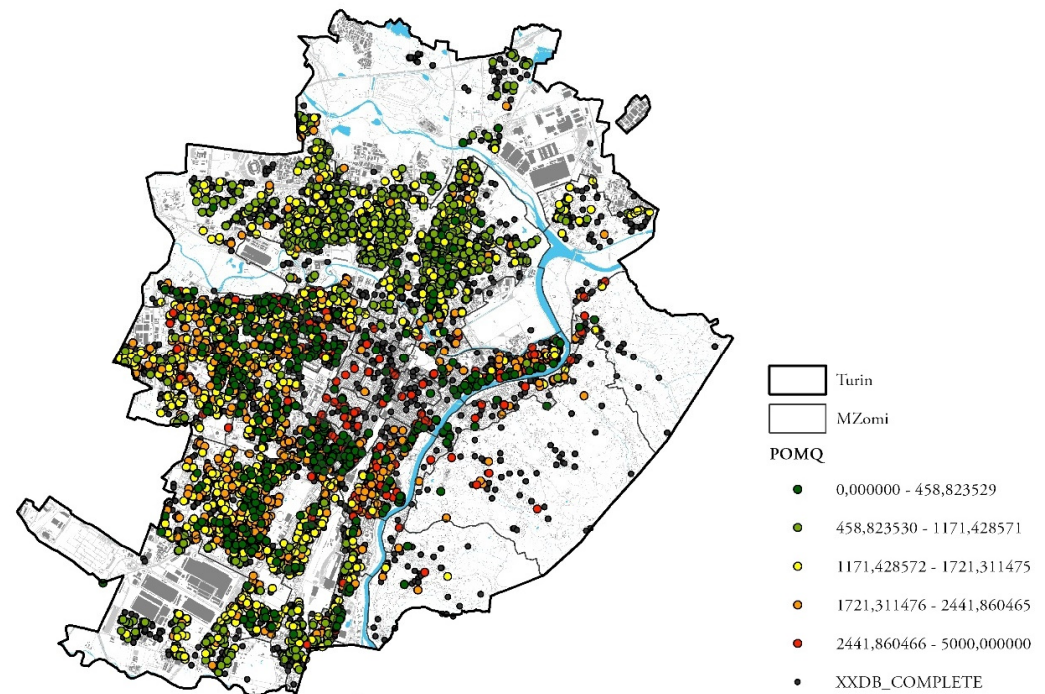 Turin
MZomi
POMQ
0,000000 - 458,823529
458,823530 - 1171,428571
1171,428572 - 1721,311475
1721,311476 - 2441,860465
2441,860466 - 5000,000000
XXDB_COMPLETE